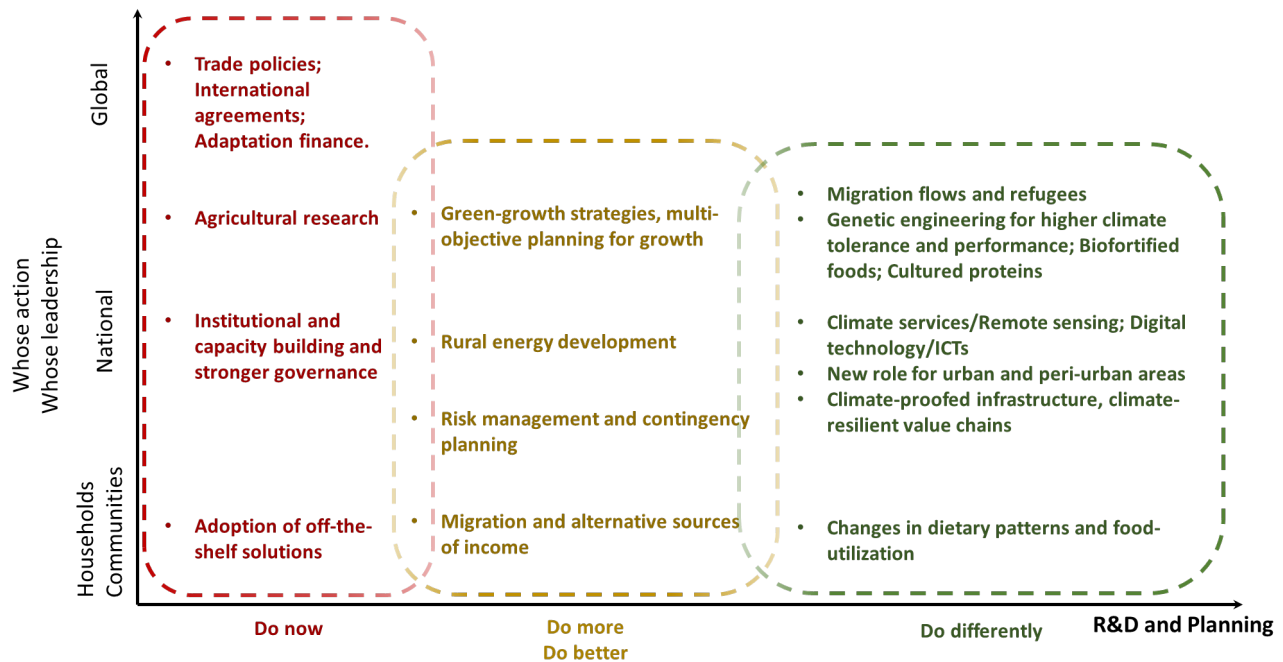 Whose action
Whose leadership
Global
National
Households
Communities
• Trade policies;
International
agreements;
Adaptation finance.
• Agricultural research
• Institutional and
capacity building and
stronger governance
• Adoption of off-the-
shelf solutions
• Green-growth strategies, multi-
objective planning for growth
• Rural energy development
• Risk management and contingency
planning
• Migration and alternative sources
of income
• Migration flows and refugees
• Genetic engineering for higher climate
tolerance and performance; Biofortified
foods; Cultured proteins
• Climate services/Remote sensing; Digital
technology/ICTs
• New role for urban and peri-urban areas
• Climate-proofed infrastructure, climate-
resilient value chains
• Changes in dietary patterns and food-
utilization
Do now
Do more
Do better
Do differently
R&D and Planning